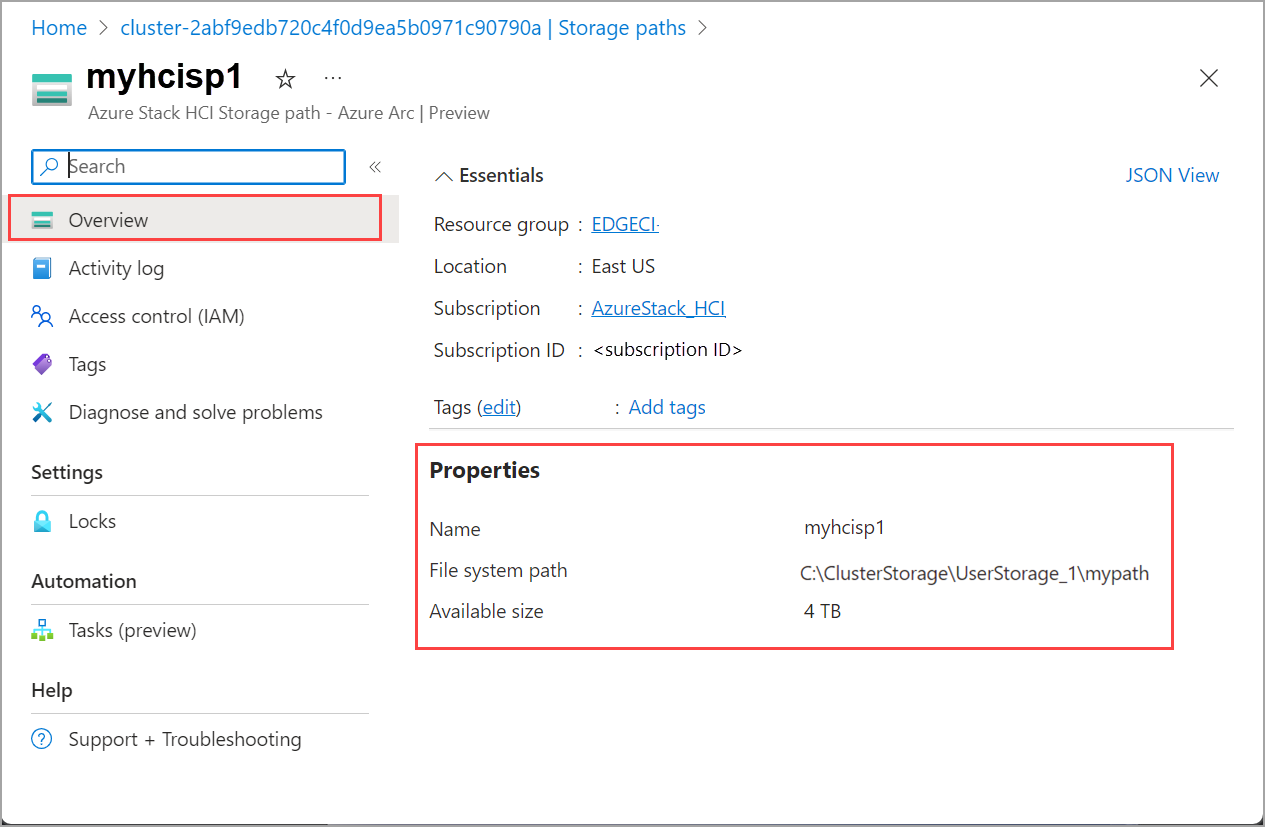 Home > cluster-2abf9edb720c4f0d9ea5b0971c90790a | Storage paths >
myhcisp1 ...
Azure Stack HCI Storage path - Azure Arc | Preview
Search «
Overview
Activity log
Access control (IAM)
Tags
Diagnose and solve problems
Settings
Locks
Automation
Tasks (preview)
Help
Support + Troubleshooting
Essentials JSON View
Resource group : EDGECI-
Location : East US
Subscription : AzureStack_HCI
Subscription ID : <subscription ID>
Tags (edit) : Add tags
Properties
Name myhcisp1
File system path C:\ClusterStorage\UserStorage_1\mypath
Available size 4 TB